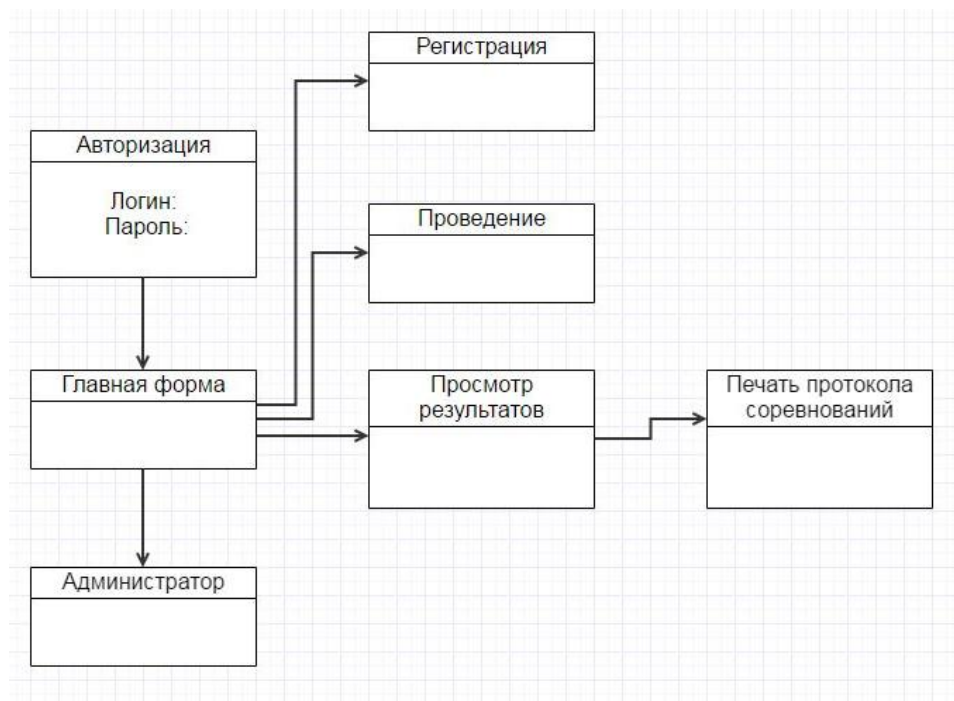 Регистрация
Авторизация
Логин:
Пароль:
Проведение
Главная форма
Просмотр
результатов
Печать протокола
соревнований
Администратор